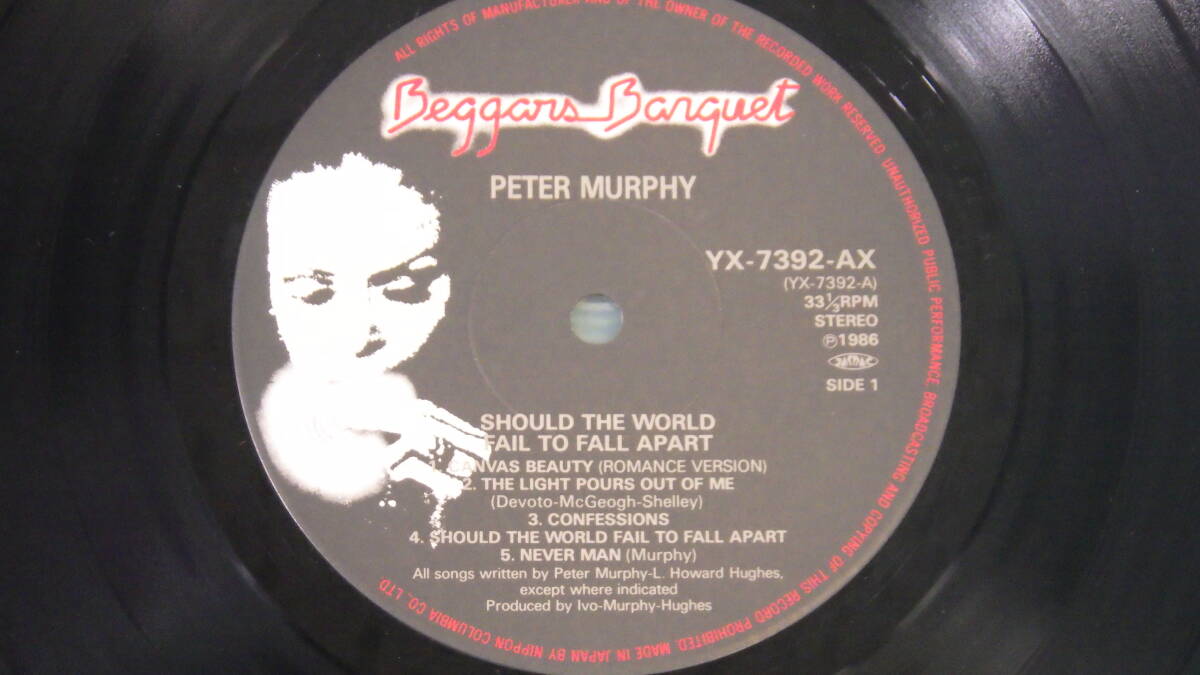 ALL RIGHTS OF MANUFACTURER AND OF THE OWNER OF THE RECORDED WORK RESERVED. UNAUTHORIZED PUBLIC PERFORMANCE, BROADCASTING AND COPYING OF THIS RECORD PROHIBITED. MADE IN JAPAN BY NIPPON COLUMBIA CO., LTD.
Beggars Banquet
PETER MURPHY
YX-7392-AX
(YX-7392-A)
33⅓RPM
STEREO
Ⓟ1986
JASRAC
SIDE 1
SHOULD THE WORLD
FAIL TO FALL APART
1. CANVAS BEAUTY (ROMANCE VERSION)
2. THE LIGHT POURS OUT OF ME
(Devoto-McGeogh-Shelley)
3. CONFESSIONS
4. SHOULD THE WORLD FAIL TO FALL APART
5. NEVER MAN (Murphy)
All songs written by Peter Murphy-L. Howard Hughes,
except where indicated
Produced by Ivo-Murphy-Hughes